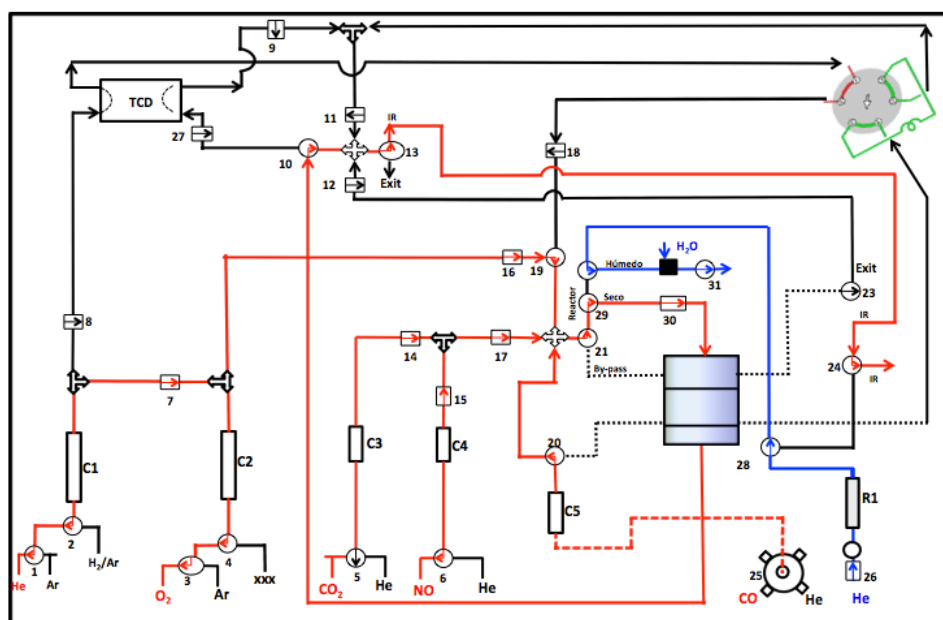 9
TCD
11
IR
27
10
13
18
12
Exit
H₂O
16
19
Húmedo
31
Exit
23
Reactor
Seco
29
30
8
14
17
21
IR
By-pass
24
IR
7
15
C3
C4
20
28
C1
C2
C5
R1
2
4
1
H₂/Ar
3
xxx
5
6
25
26
He
Ar
O₂
Ar
CO₂
He
NO
He
CO
He
He